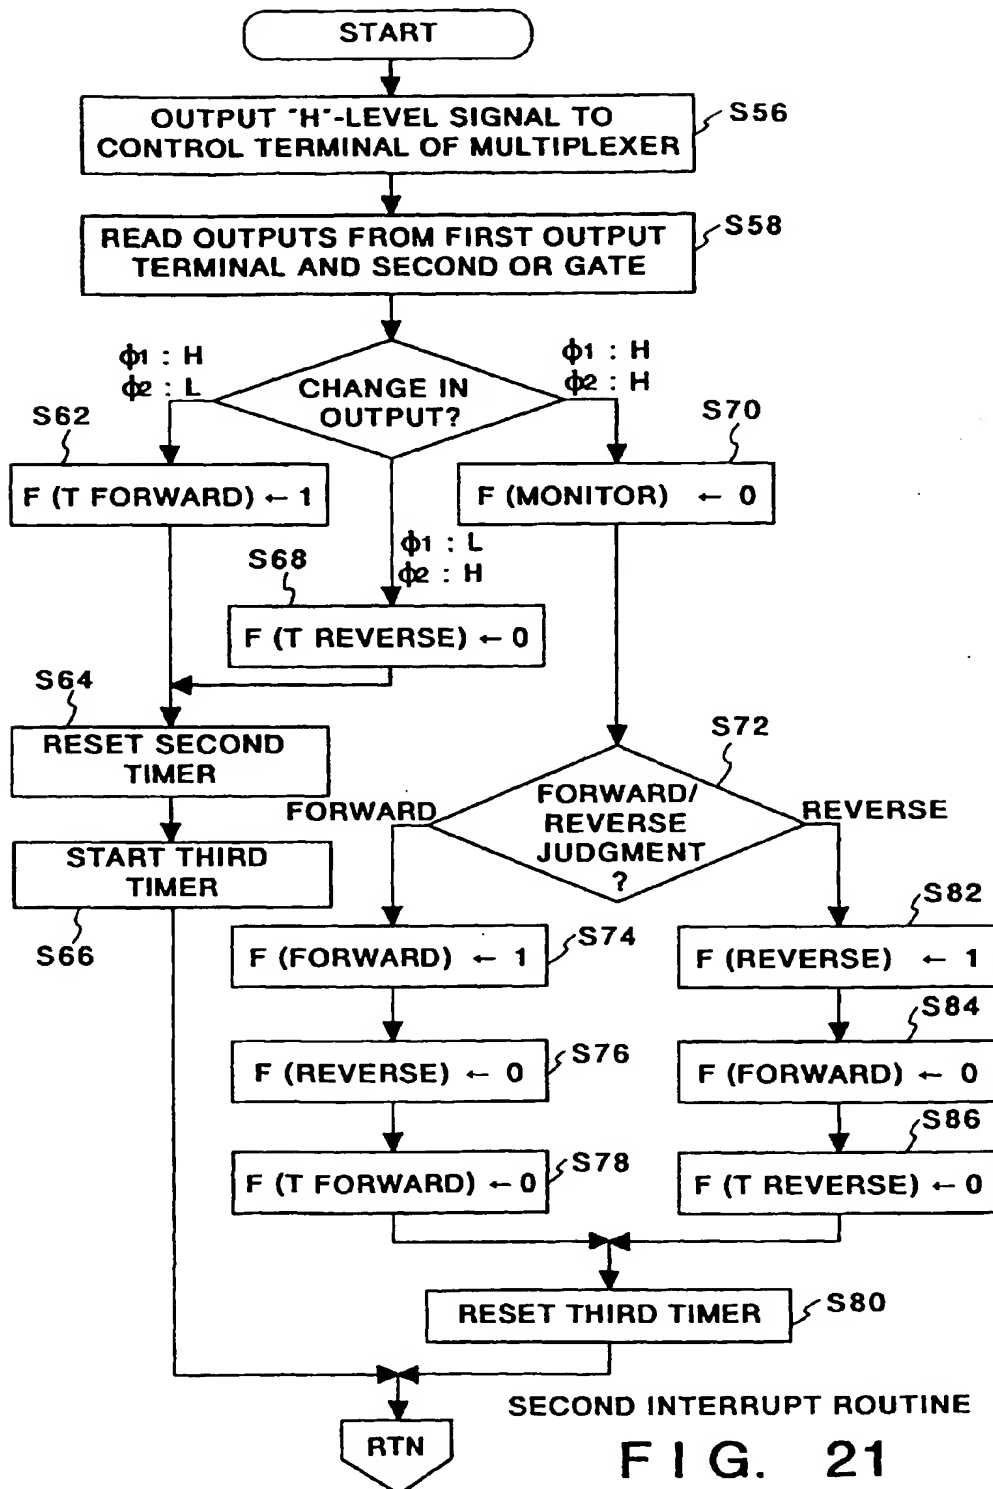 START
OUTPUT "H"-LEVEL SIGNAL TO
CONTROL TERMINAL OF MULTIPLEXER
S56
READ OUTPUTS FROM FIRST OUTPUT
TERMINAL AND SECOND OR GATE
S58
ϕ1 : H
ϕ2 : L
CHANGE IN
OUTPUT?
ϕ1 : H
ϕ2 : H
S62
F (T FORWARD) ← 1
S70
F (MONITOR) ← 0
ϕ1 : L
ϕ2 : H
S68
F (T REVERSE) ← 0
S64
RESET SECOND
TIMER
START THIRD
TIMER
S66
S72
FORWARD
FORWARD/
REVERSE
JUDGMENT
?
REVERSE
F (FORWARD) ← 1
S74
S82
F (REVERSE) ← 1
F (REVERSE) ← 0
S76
S84
F (FORWARD) ← 0
F (T FORWARD) ← 0
S78
S86
F (T REVERSE) ← 0
RESET THIRD TIMER
S80
RTN
SECOND INTERRUPT ROUTINE
FIG. 21